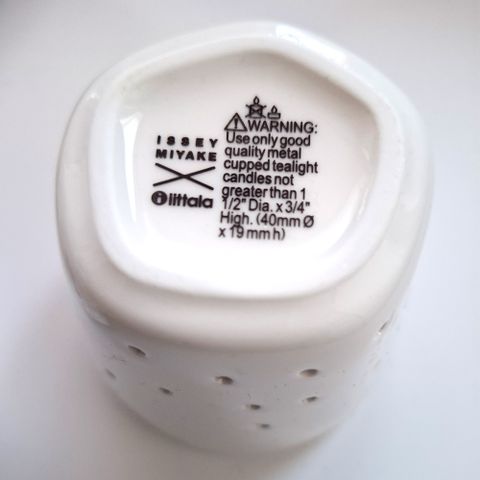 ISSEY
MIYAKE
iittala
WARNING:
Use only good
quality metal
cupped tealight
candles not
greater than 1
1/2" Dia. x 3/4"
High. (40mm Ø
x 19 mm h)